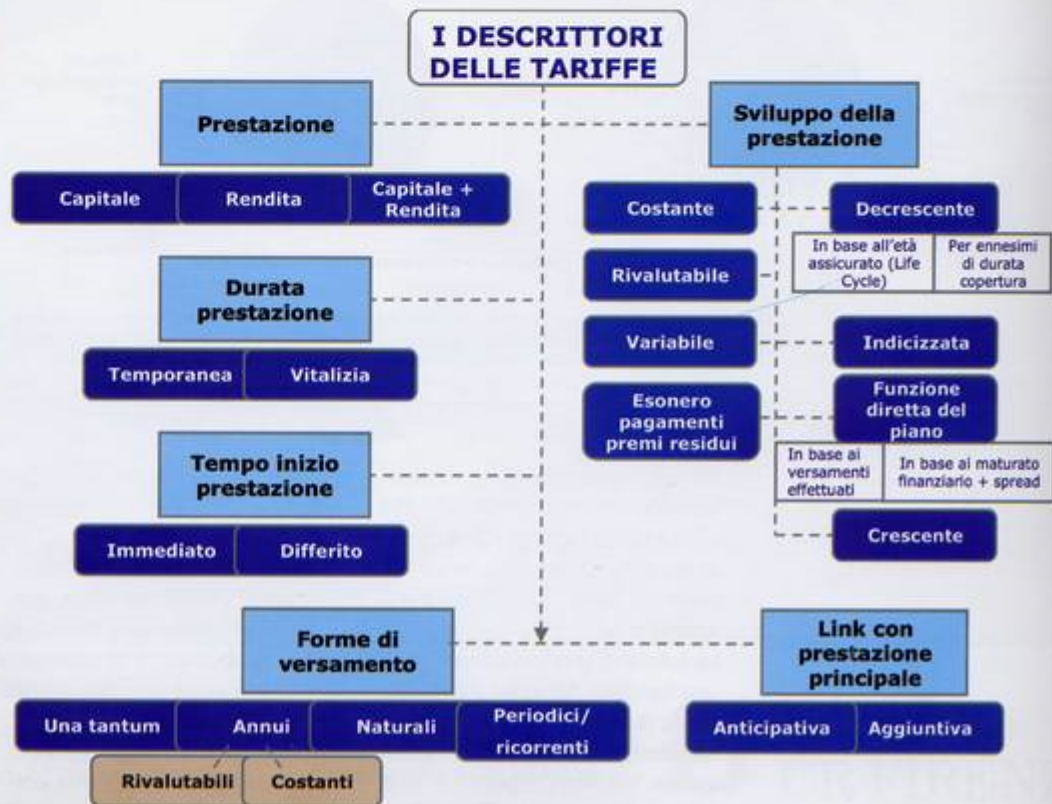 I DESCRITTORI
DELLE TARIFFE
Prestazione
Capitale
Rendita
Capitale +
Rendita
Durata
prestazione
Temporanea
Vitalizia
Tempo inizio
prestazione
Immediato
Differito
Sviluppo della
prestazione
Costante
Decrescente
In base all'età
assicurato (Life
Cycle)
Per ennesimi
di durata
copertura
Rivalutabile
Variabile
Indicizzata
Esonero
pagamenti
premi residui
Funzione
diretta del
piano
In base ai
versamenti
effettuati
In base al maturato
finanziario + spread
Crescente
Forme di
versamento
Una tantum
Annui
Naturali
Periodici/
ricorrenti
Rivalutabili
Costanti
Link con
prestazione
principale
Anticipativa
Aggiuntiva